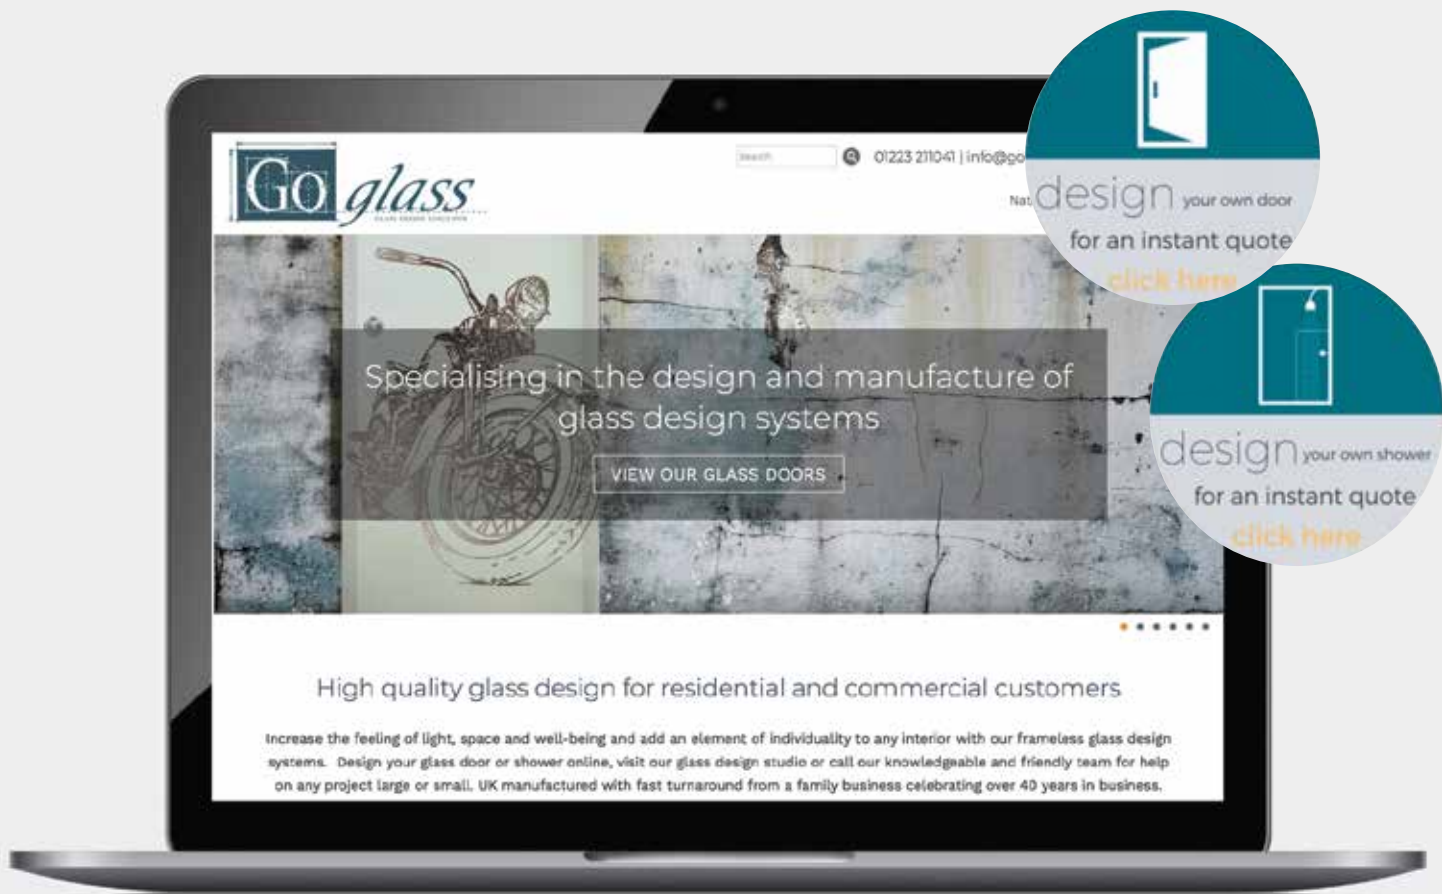 Go glass
Search
01223 211041 | info@go
Nat
design your own door
for an instant quote
click here
design your own shower
for an instant quote
click here
Specialising in the design and manufacture of
glass design systems
VIEW OUR GLASS DOORS
High quality glass design for residential and commercial customers
Increase the feeling of light, space and well-being and add an element of individuality to any interior with our frameless glass design
systems. Design your glass door or shower online, visit our glass design studio or call our knowledgeable and friendly team for help
on any project large or small. UK manufactured with fast turnaround from a family business celebrating over 40 years in business.